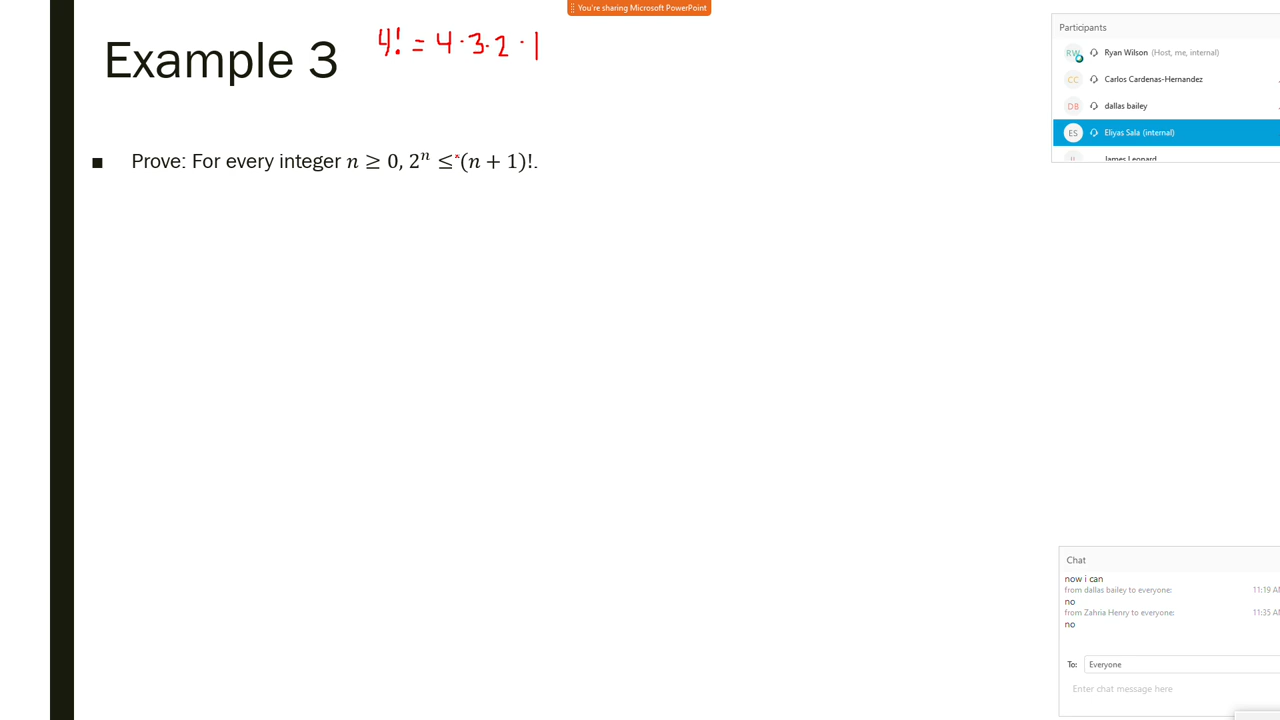 You're sharing Microsoft PowerPoint
Example 3
4! = 4 · 3 · 2 · 1
■ Prove: For every integer n ≥ 0, 2ⁿ ≤ (n + 1)!.
Participants
RW Ryan Wilson (Host, me, internal)
CC Carlos Cardenas-Hernandez
DB dallas bailey
ES Eliyas Sala (internal)
James Leonard
Chat
now i can
from dallas bailey to everyone: 11:19
no
from Zahria Henry to everyone: 11:35
no
To: Everyone
Enter chat message here